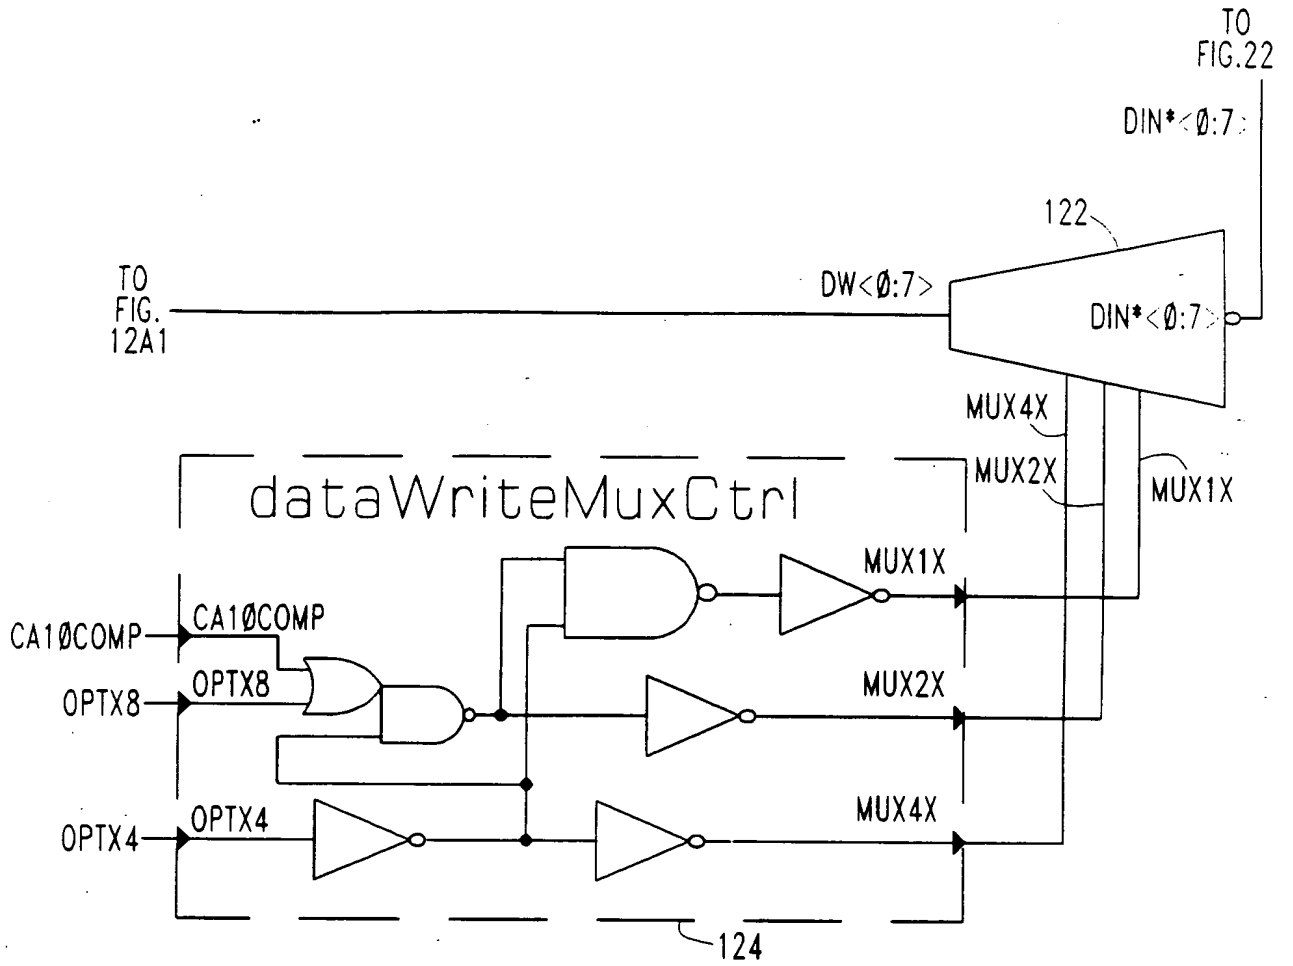 TO
FIG.22
DIN*<Ø:7>
122
TO
FIG.
12A1
DW<Ø:7>
DIN*<Ø:7>
MUX4X
MUX2X
MUX1X
dataWriteMuxCtrl
MUX1X
CA1ØCOMP
CA1ØCOMP
OPTX8
OPTX8
MUX2X
OPTX4
OPTX4
MUX4X
124